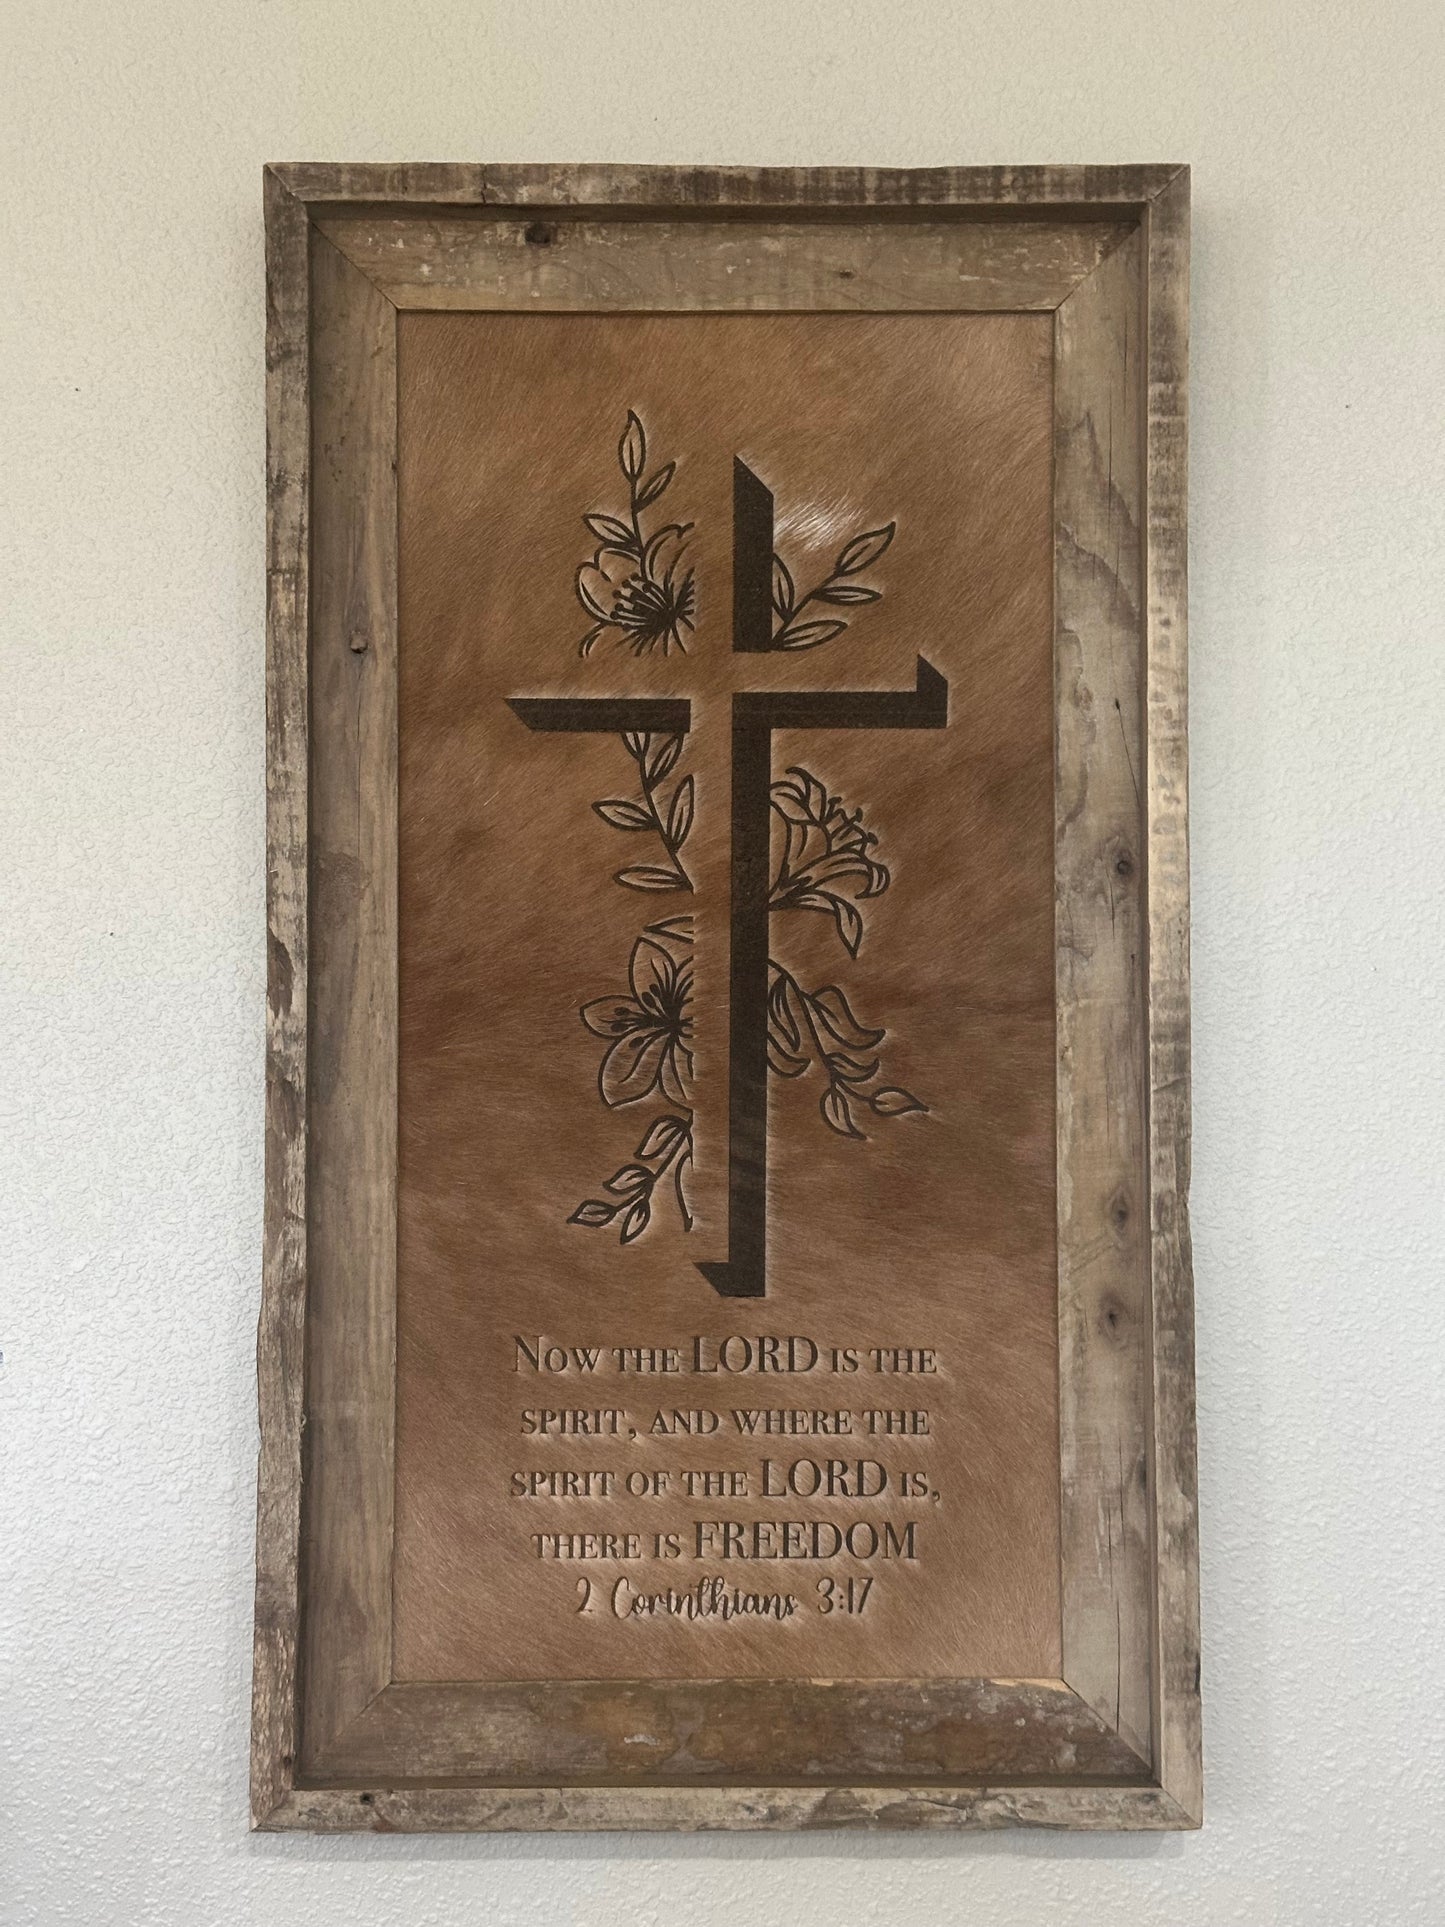 Now the LORD is the
spirit, and where the
spirit of the LORD is,
there is FREEDOM
2 Corinthians 3:17